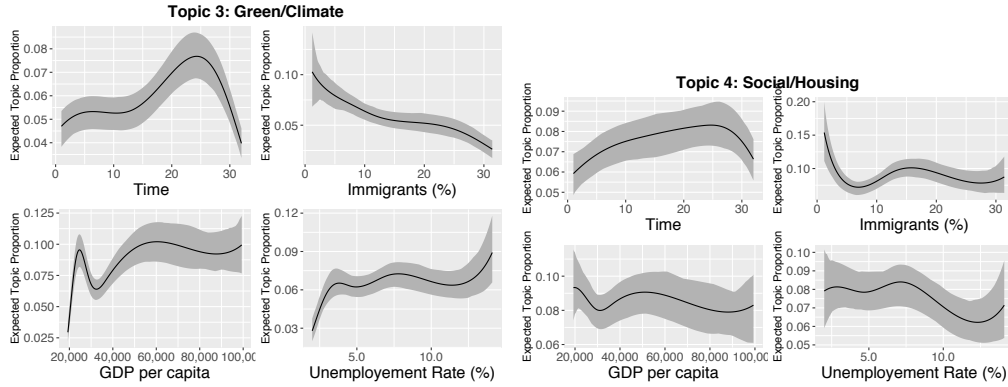 Topic 3: Green/Climate
Expected Topic Proportion
0.08
0.07
0.06
0.05
0.04
0 10 20 30
Time
Expected Topic Proportion
0.10
0.05
0 10 20 30
Immigrants (%)
Expected Topic Proportion
0.125
0.100
0.075
0.050
0.025
20,000 40,000 60,000 80,000 100,00
GDP per capita
Expected Topic Proportion
0.12
0.09
0.06
0.03
5.0 10.0
Unemployement Rate (%)
Topic 4: Social/Housing
Expected Topic Proportion
0.09
0.08
0.07
0.06
0.05
0 10 20 30
Time
Expected Topic Proportion
0.20
0.15
0.10
0 10 20 30
Immigrants (%)
Expected Topic Proportion
0.10
0.08
0.06
20,000 40,000 60,000 80,000 100,00
GDP per capita
Expected Topic Proportion
0.10
0.09
0.08
0.07
0.06
0.05
5.0 10.0
Unemployement Rate (%)